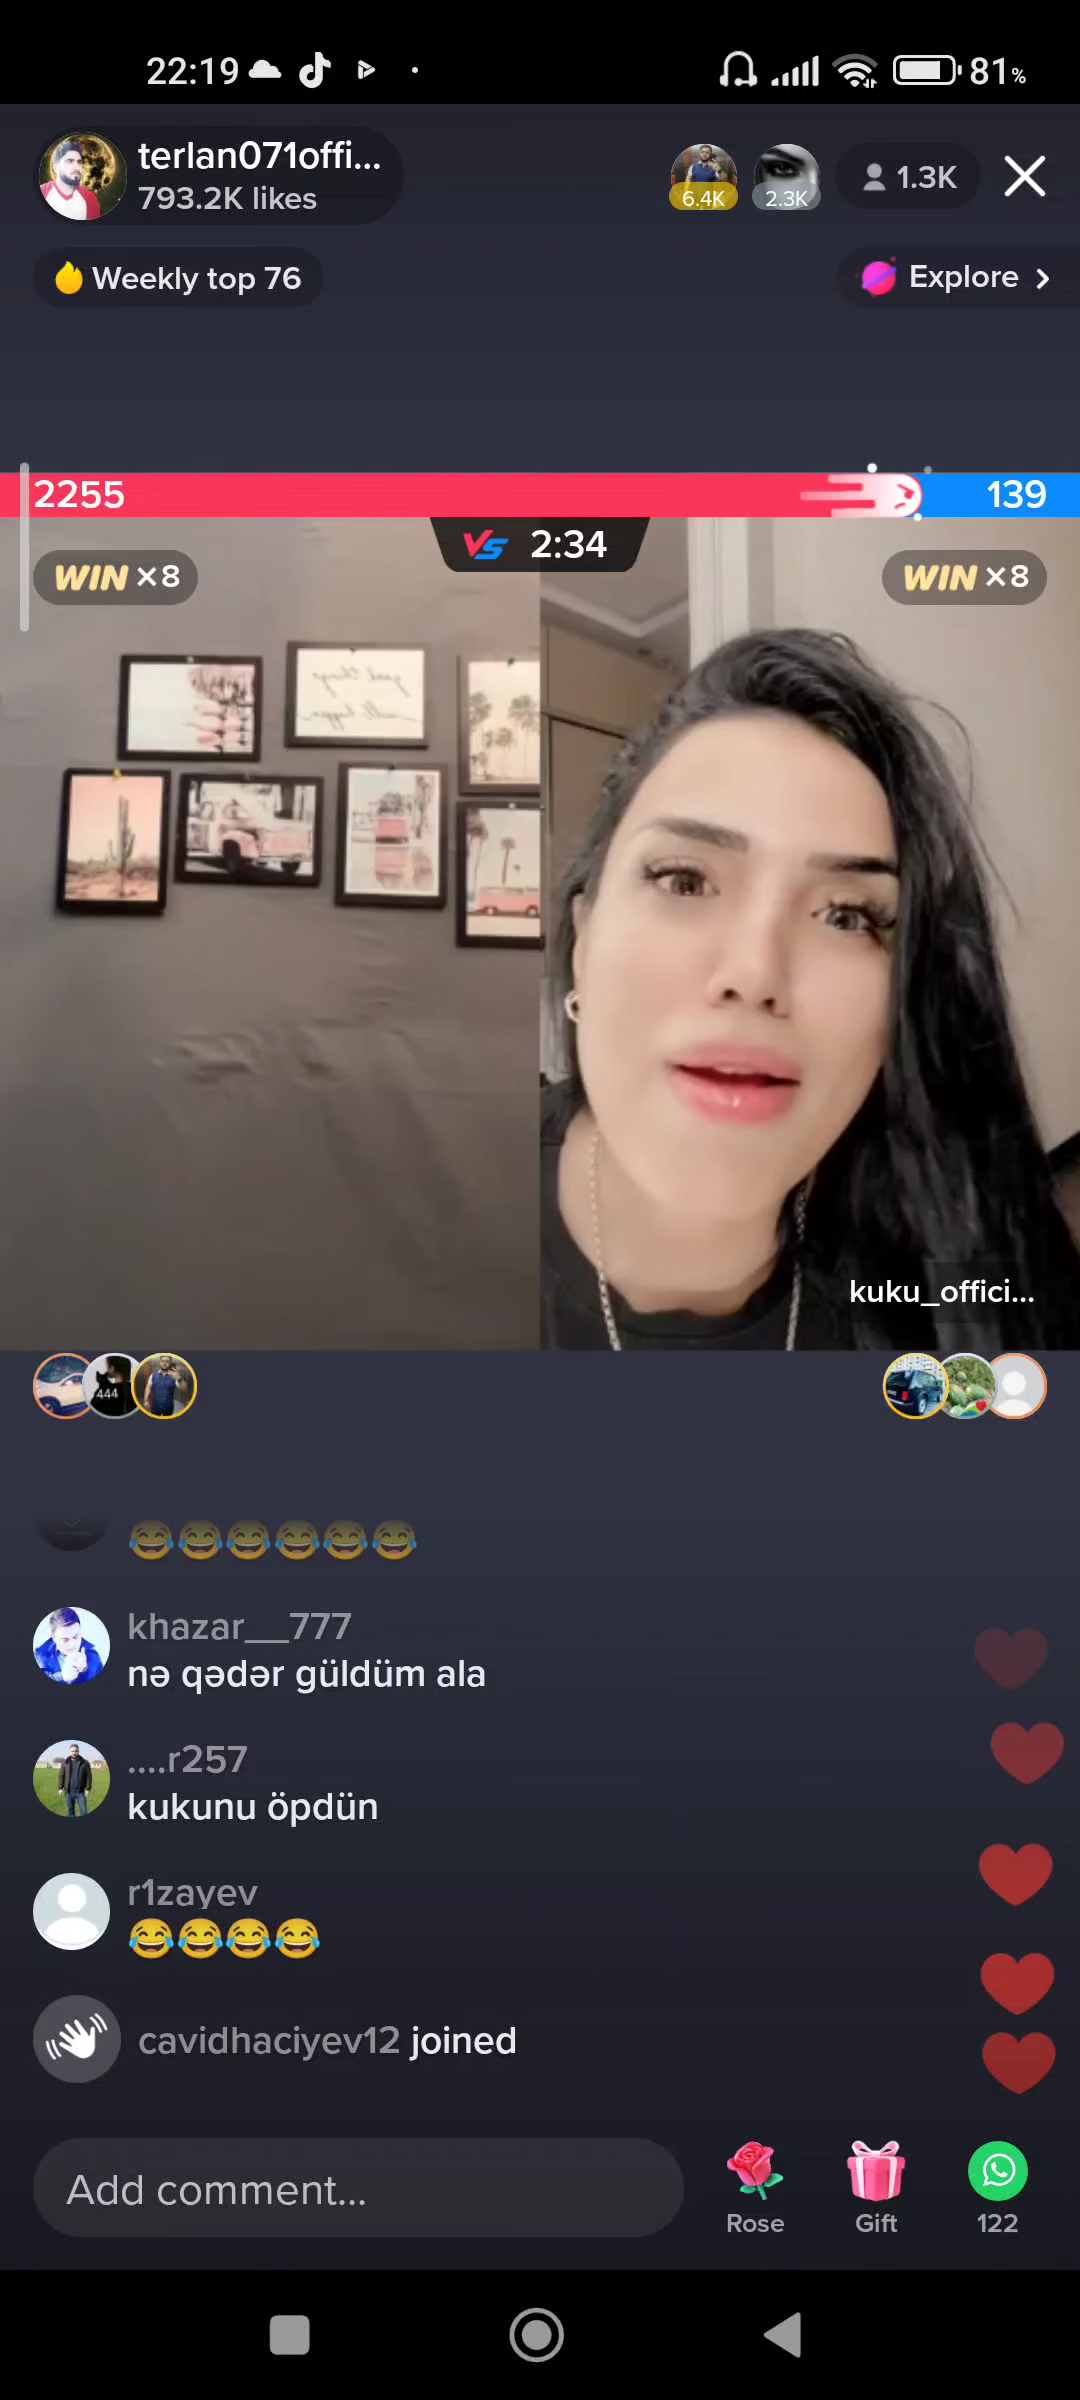 22:19
81%
terlan071offi...
793.2K likes
6.4K
2.3K
1.3K
Weekly top 76
Explore
2255
139
VS 2:34
WIN ×8
WIN ×8
kuku_offici...
444
😂😂😂😂😂😂
khazar__777
nə qədər güldüm ala
....r257
kukunu öpdün
r1zayev
😂😂😂😂
cavidhaciyev12 joined
Add comment...
Rose
Gift
122